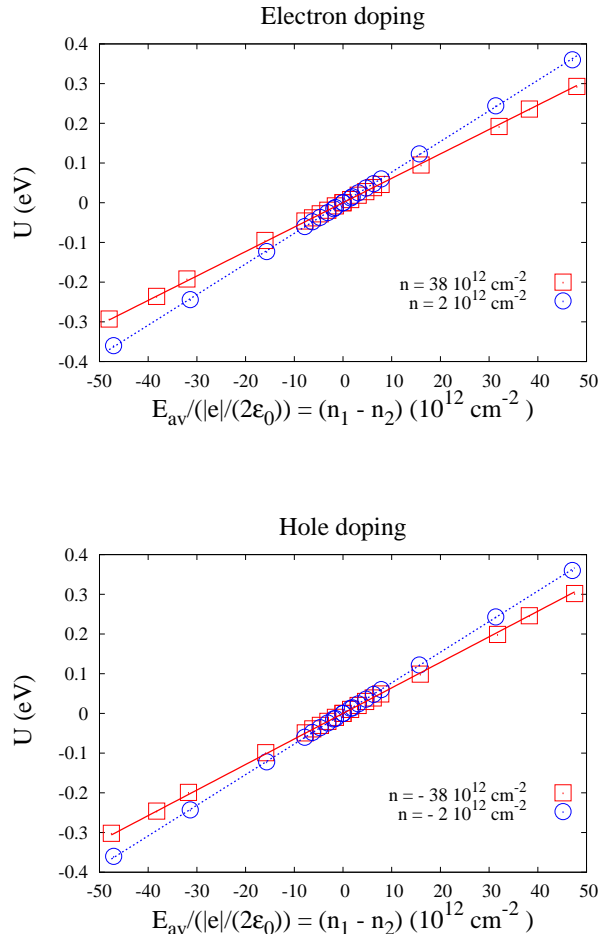 Electron doping
0.4
0.3
0.2
0.1
0
-0.1
-0.2
-0.3
-0.4
U (eV)
n = 38 10^12 cm^-2
n = 2 10^12 cm^-2
-50 -40 -30 -20 -10 0 10 20 30 40 50
E_av/(|e|/(2ε_0)) = (n_1 - n_2) (10^12 cm^-2 )
Hole doping
0.4
0.3
0.2
0.1
0
-0.1
-0.2
-0.3
-0.4
U (eV)
n = - 38 10^12 cm^-2
n = - 2 10^12 cm^-2
-50 -40 -30 -20 -10 0 10 20 30 40 50
E_av/(|e|/(2ε_0)) = (n_1 - n_2) (10^12 cm^-2 )